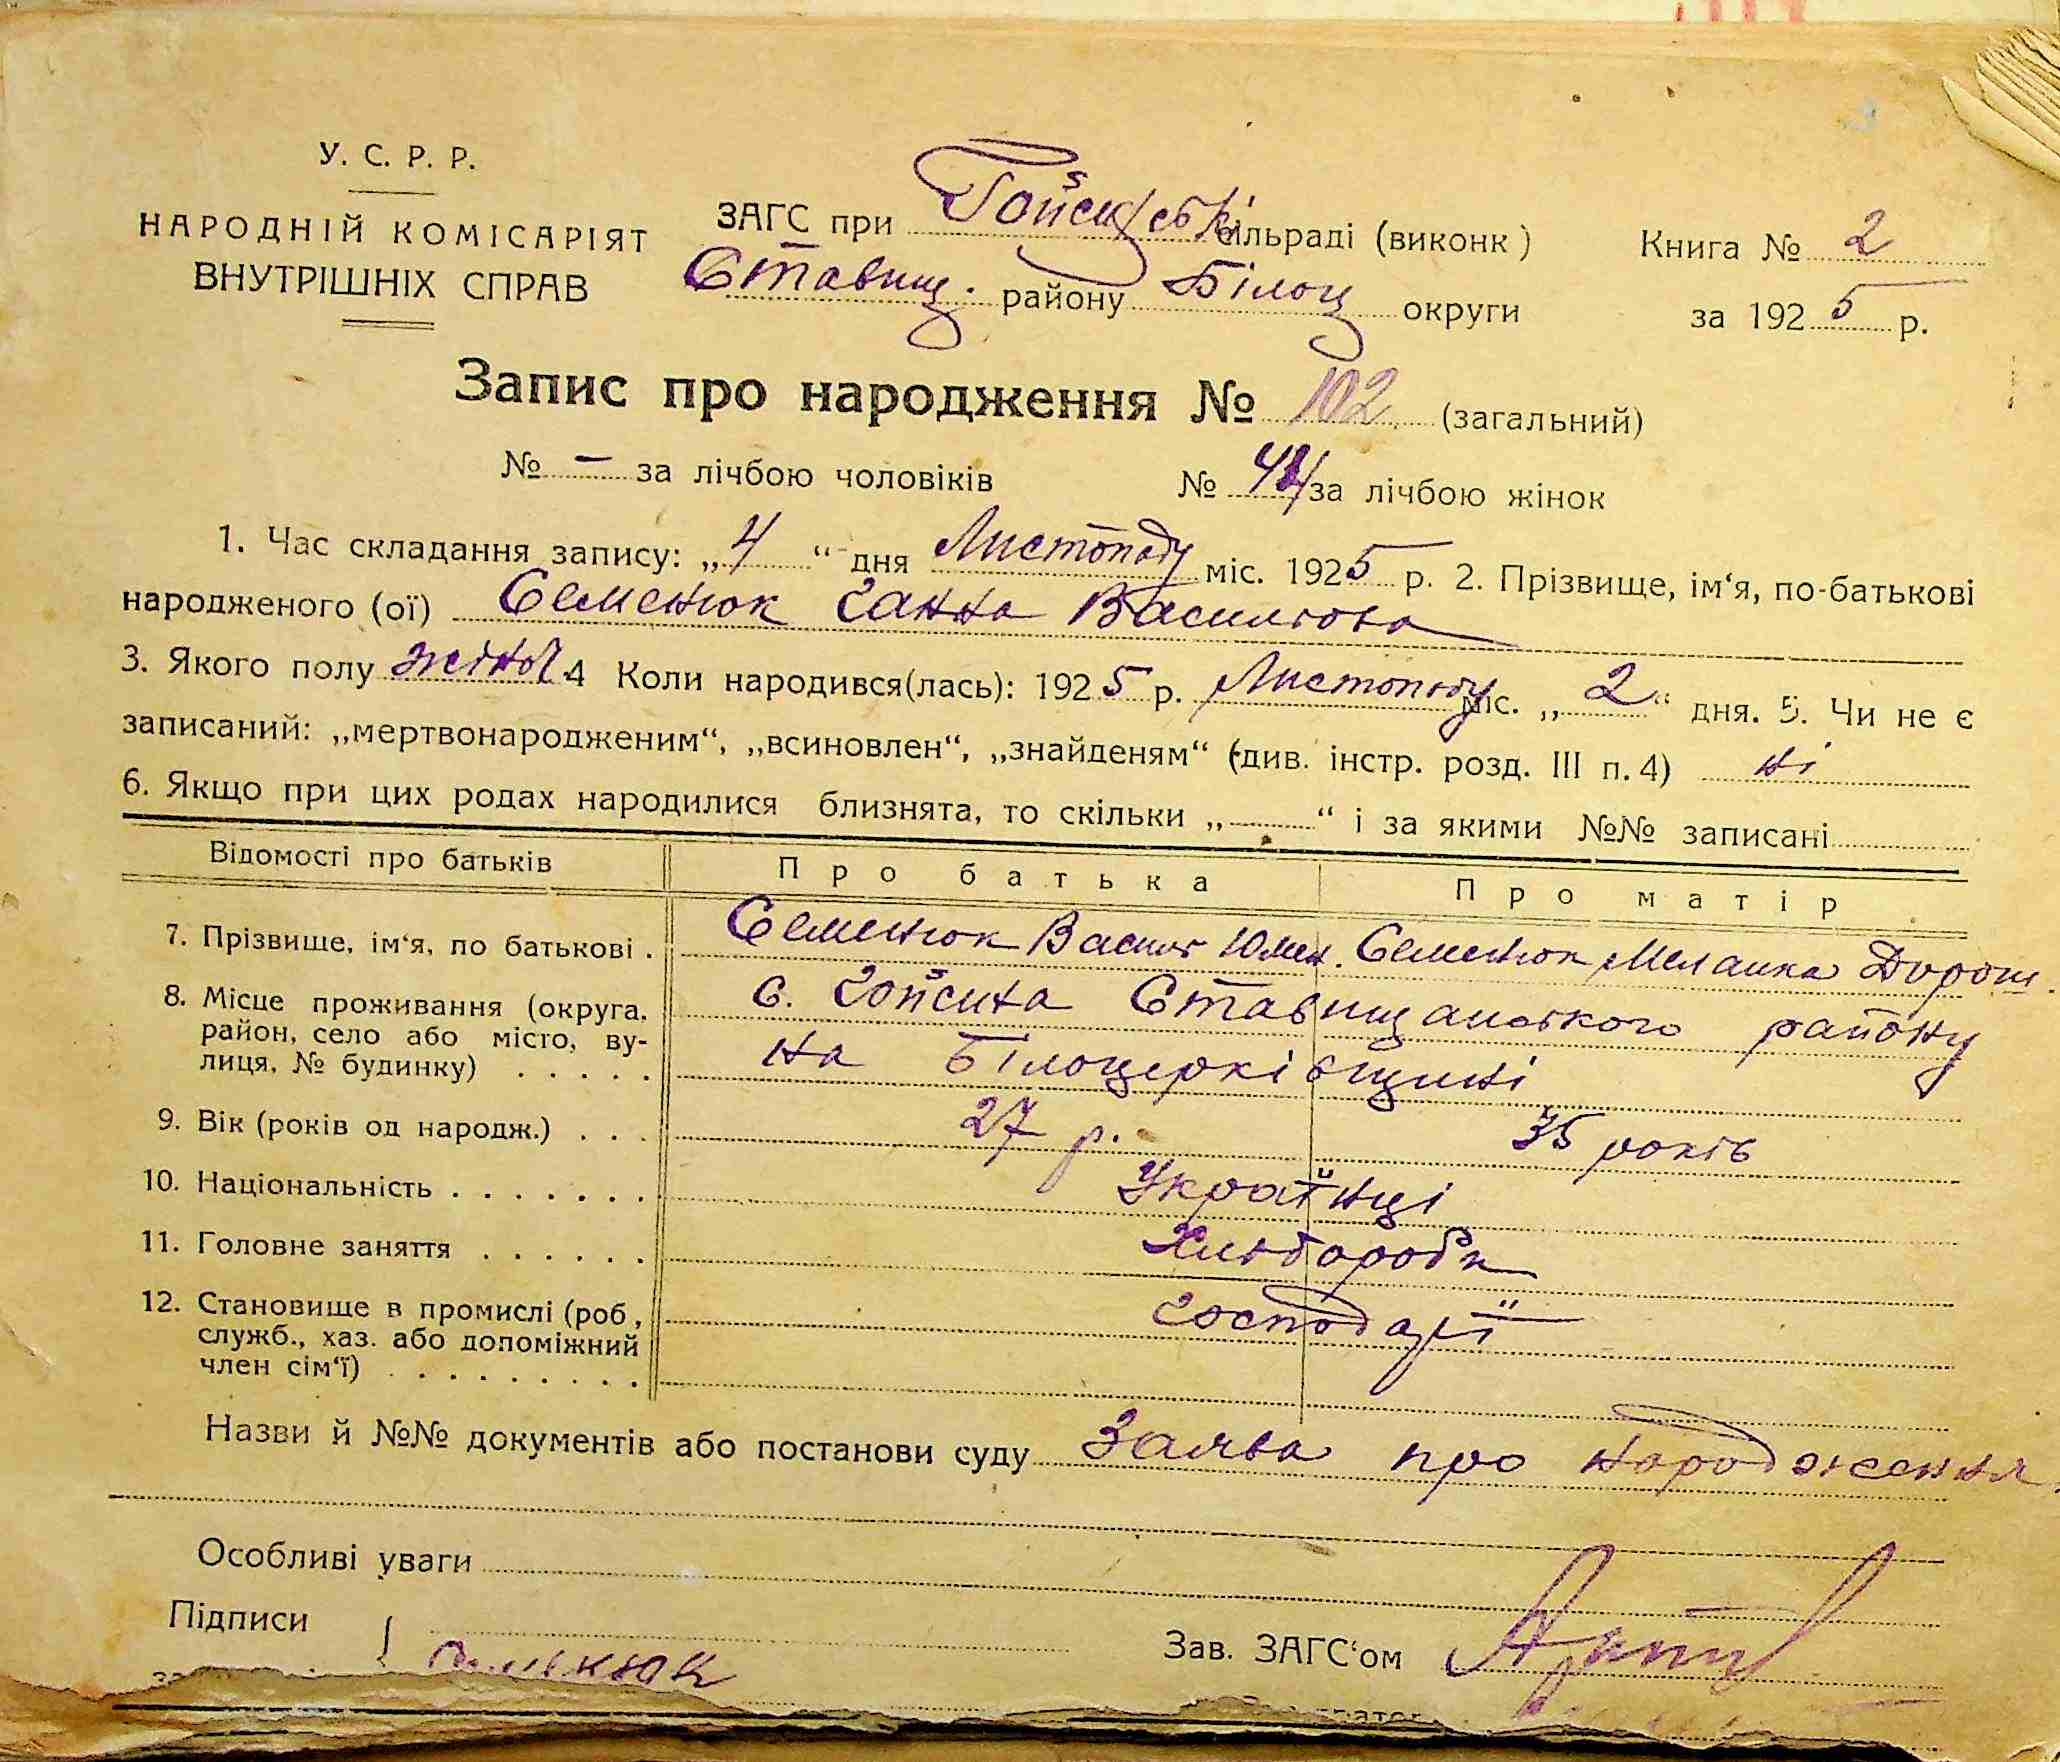 У. С. Р. Р.
НАРОДНІЙ КОМІСАРІЯТ
ВНУТРІШНІХ СПРАВ
ЗАГС при Гойсиській сільраді (виконк)
Ставищ. району Білоц округи
Книга № 2
за 1925 р.
Запис про народження № 102 (загальний)
№ — за лічбою чоловіків № за лічбою жінок
1. Час складання запису: „4“ дня Листопаду міс. 1925 р. 2. Прізвище, ім‘я, по-батькові
народженого (ої) Семенюк Ганна Василюва
3. Якого полу жіноч 4 Коли народився(лась): 1925 р. Листопаду міс. „2“ дня. 5. Чи не є
записаний: „мертвонародженим“, „всиновлен“, „знайденям“ (див. інстр. розд. III п. 4) ні
6. Якщо при цих родах народилися близнята, то скільки „ “ і за якими №№ записані
Відомості про батьків Про батька Про матір
7. Прізвище, ім‘я, по батькові . Семенюк Василь Юмен. Семенюк Меланка Дорош.
8. Місце проживання (округа, с. Гойсина Ставищанського району
район, село або місто, ву- на Білоцерківщині
лиця, № будинку) . . . . .
9. Вік (років од народж.) . . . 27 р. 35 років
10. Національність . . . . . . . Українці
11. Головне заняття . . . . . . Хлібороби
12. Становище в промислі (роб, господарі
служб., хаз. або допоміжний
член сім‘ї) . . . . . . . . .
Назви й №№ документів або постанови суду Заява про народження.
Особливі уваги
Підписи
Зав. ЗАГС‘ом